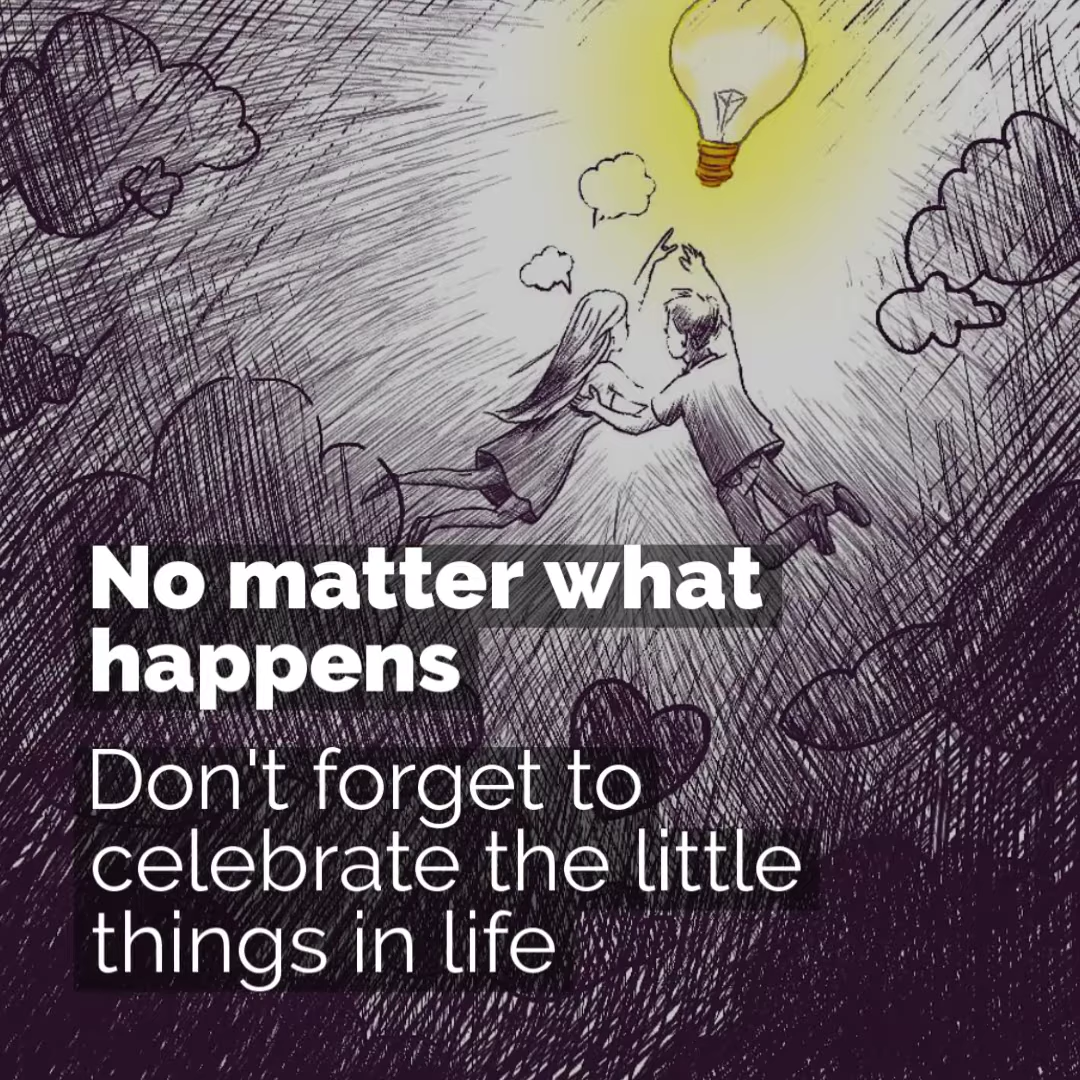 No matter what
happens
Don't forget to
celebrate the little
things in life